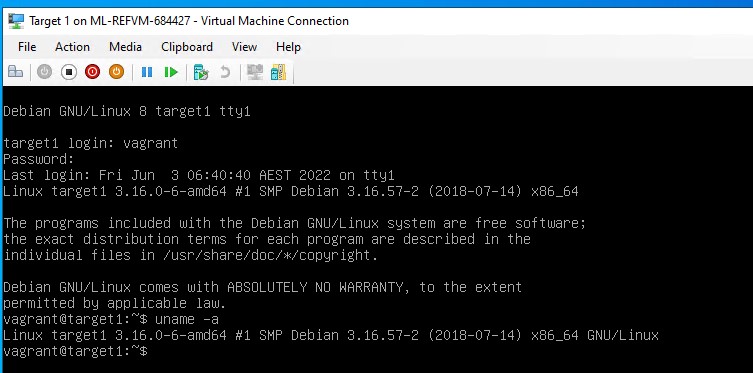 Target 1 on ML-REFVM-684427 - Virtual Machine Connection
File Action Media Clipboard View Help
Debian GNU/Linux 8 target1 tty1
target1 login: vagrant
Password:
Last login: Fri Jun  3 06:40:40 AEST 2022 on tty1
Linux target1 3.16.0-6-amd64 #1 SMP Debian 3.16.57-2 (2018-07-14) x86_64
The programs included with the Debian GNU/Linux system are free software;
the exact distribution terms for each program are described in the
individual files in /usr/share/doc/*/copyright.
Debian GNU/Linux comes with ABSOLUTELY NO WARRANTY, to the extent
permitted by applicable law.
vagrant@target1:~$ uname -a
Linux target1 3.16.0-6-amd64 #1 SMP Debian 3.16.57-2 (2018-07-14) x86_64 GNU/Linux
vagrant@target1:~$